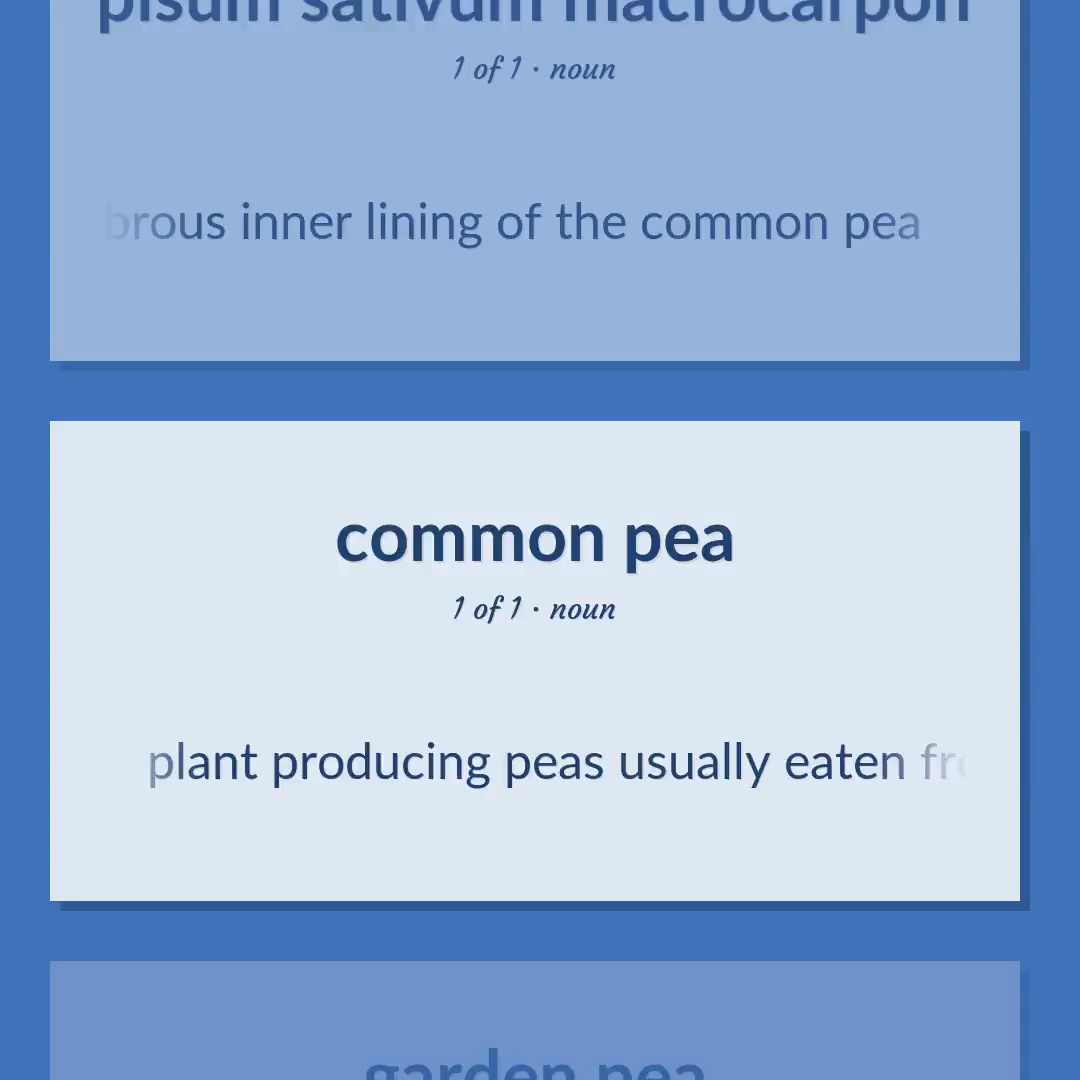 pisum sativum macrocarpon
1 of 1 · noun
brous inner lining of the common pea
common pea
1 of 1 · noun
plant producing peas usually eaten fr
garden pea